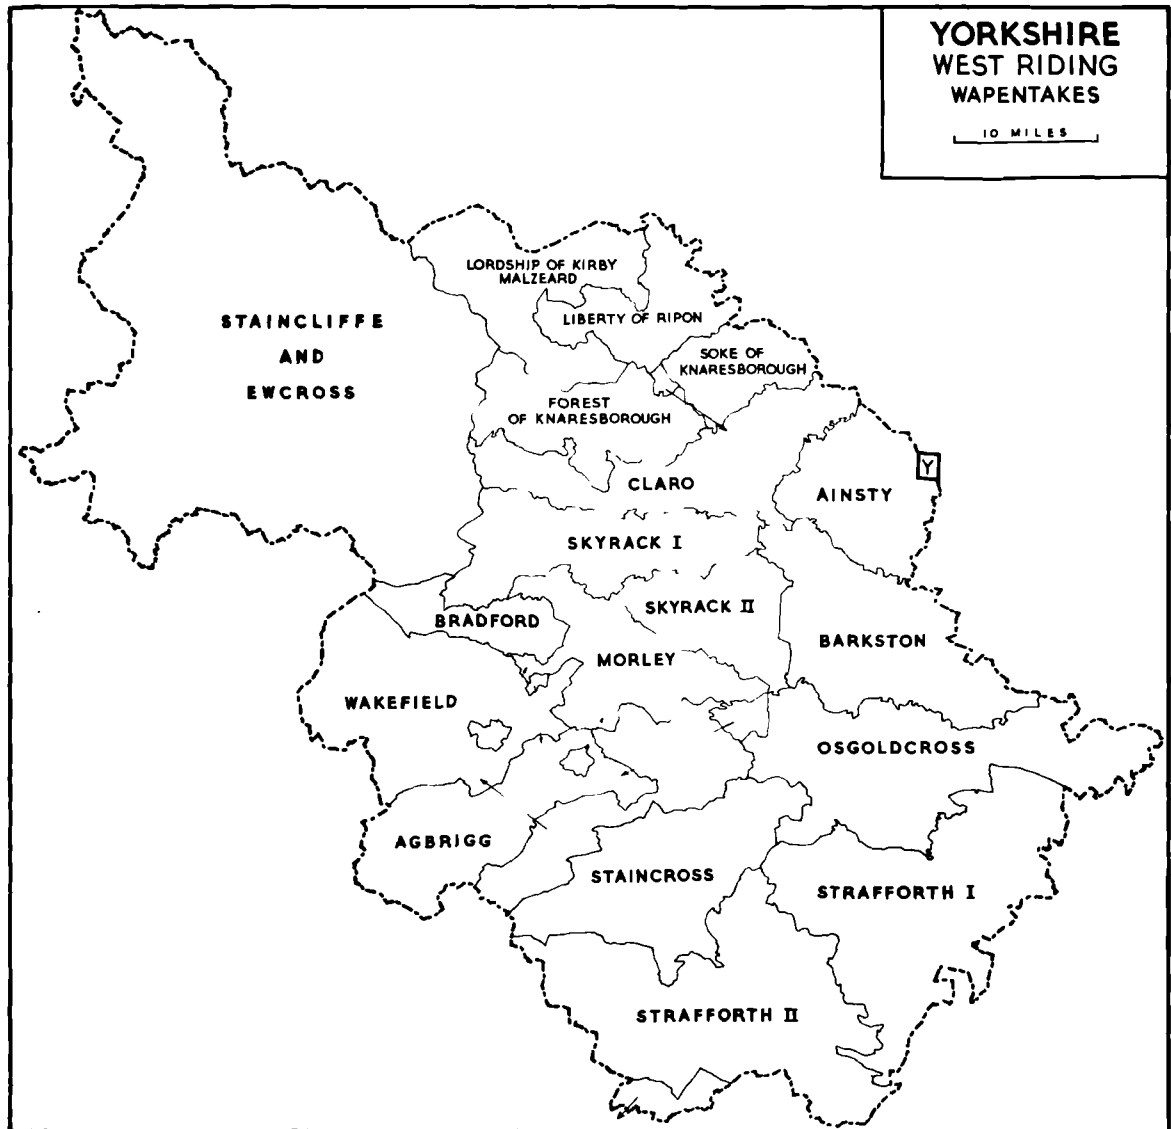 YORKSHIRE
WEST RIDING
WAPENTAKES
10 MILES
LORDSHIP OF KIRBY
MALZEARD
LIBERTY OF RIPON
STAINCLIFFE
AND
EWCROSS
SOKE OF
KNARESBOROUGH
FOREST
OF KNARESBOROUGH
Y
CLARO
AINSTY
SKYRACK I
SKYRACK II
BRADFORD
BARKSTON
MORLEY
WAKEFIELD
OSGOLDCROSS
AGBRIGG
STAINCROSS
STRAFFORTH I
STRAFFORTH II